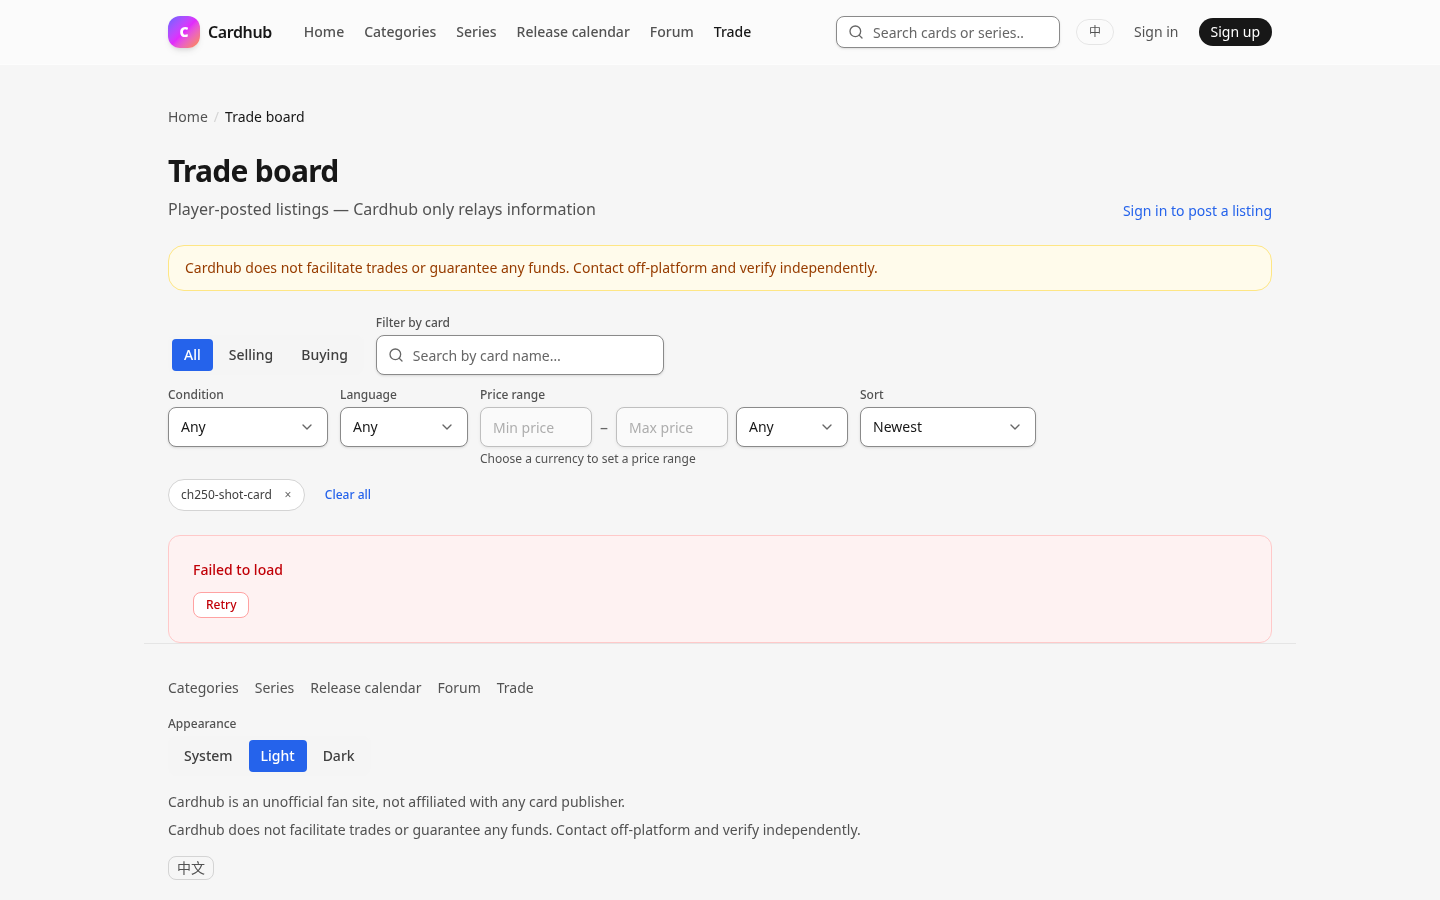 C Cardhub Home Categories Series Release calendar Forum Trade Search cards or series.. 中 Sign in Sign up
Home / Trade board
Trade board
Player-posted listings — Cardhub only relays information
Sign in to post a listing
Cardhub does not facilitate trades or guarantee any funds. Contact off-platform and verify independently.
Filter by card
All Selling Buying Search by card name...
Condition Language Price range Sort
Any Any Min price – Max price Any Newest
Choose a currency to set a price range
ch250-shot-card × Clear all
Failed to load
Retry
Categories Series Release calendar Forum Trade
Appearance
System Light Dark
Cardhub is an unofficial fan site, not affiliated with any card publisher.
Cardhub does not facilitate trades or guarantee any funds. Contact off-platform and verify independently.
中文